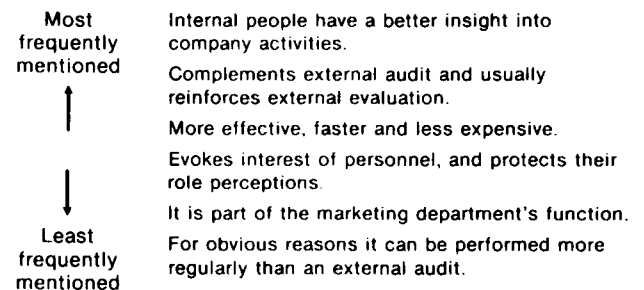 Most
frequently
mentioned
Internal people have a better insight into
company activities.
Complements external audit and usually
reinforces external evaluation.
More effective, faster and less expensive.
Evokes interest of personnel, and protects their
role perceptions.
It is part of the marketing department's function.
Least
frequently
mentioned
For obvious reasons it can be performed more
regularly than an external audit.